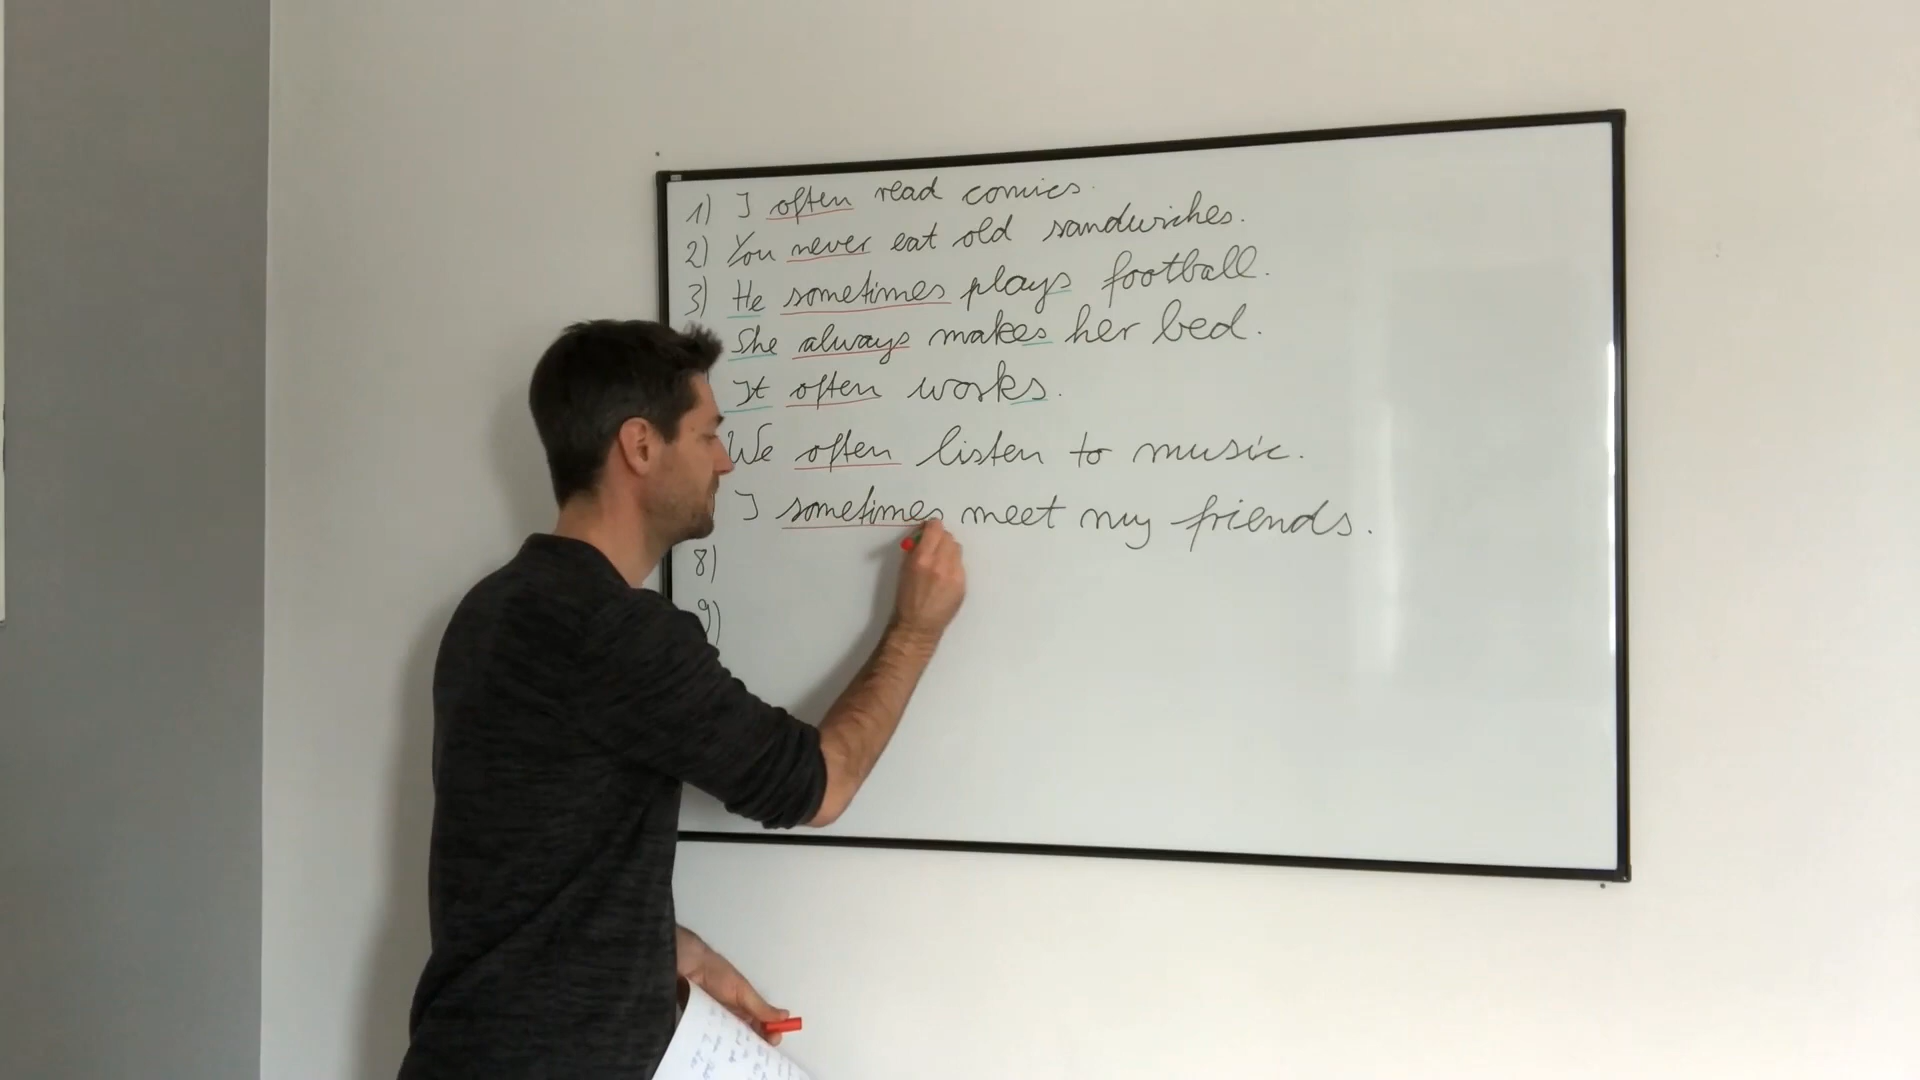 1) I often read comics.
2) You never eat old sandwiches.
3) He sometimes plays football.
She always makes her bed.
It often works.
We often listen to music.
I sometimes meet my friends.
8)
9)